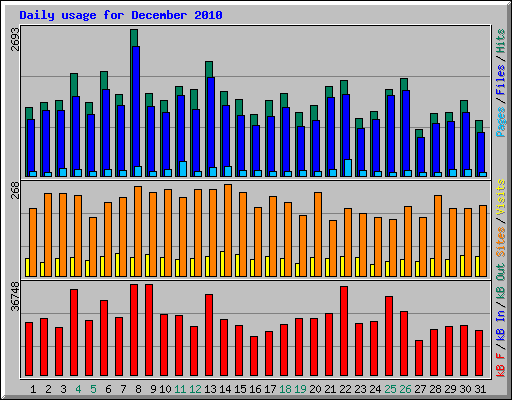 Daily usage for December 2010
2693
Pages / Files / Hits
268
Sites / Visits
36748
kB F / kB In / kB Out
1 2 3 4 5 6 7 8 9 10 11 12 13 14 15 16 17 18 19 20 21 22 23 24 25 26 27 28 29 30 31